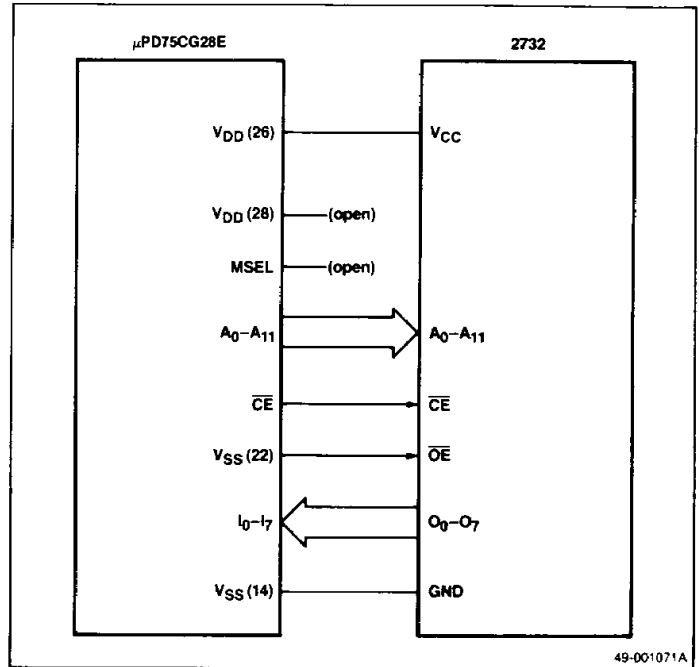 μPD75CG28E 2732
VDD (26) VCC
VDD (28) (open)
MSEL (open)
A0–A11 A0–A11
CE CE
VSS (22) OE
I0–I7 O0–O7
VSS (14) GND
49-001071A